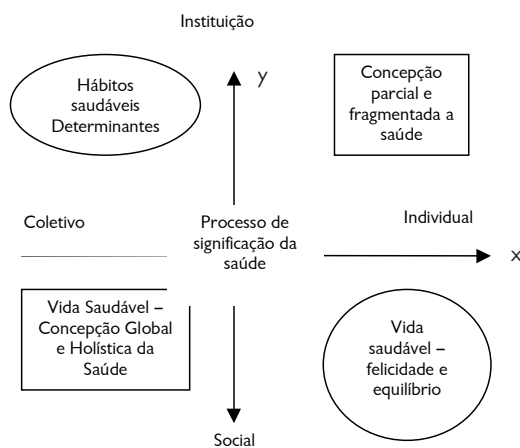 Instituição
Hábitos
saudáveis
Determinantes
y
Concepção
parcial e
fragmentada a
saúde
Coletivo
Processo de
significação da
saúde
Individual
x
Vida Saudável –
Concepção Global
e Holística da
Saúde
Vida
saudável –
felicidade e
equilíbrio
Social